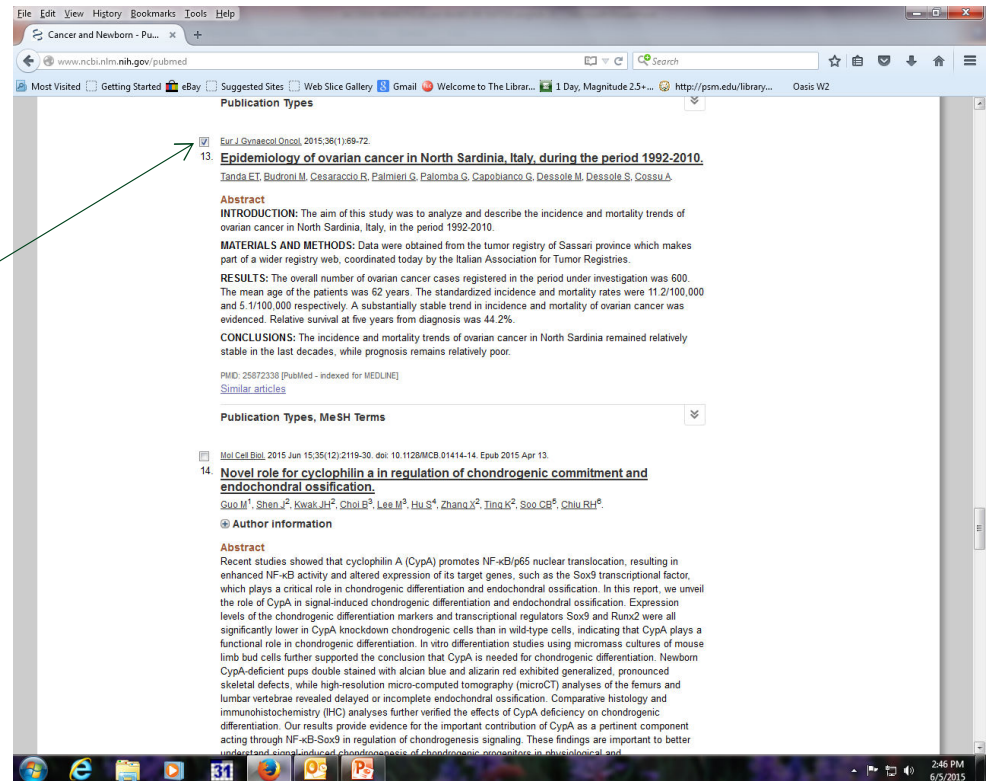 File Edit View History Bookmarks Tools Help
Cancer and Newborn - Pu... × +
www.ncbi.nlm.nih.gov/pubmed
Search
Most Visited Getting Started eBay Suggested Sites Web Slice Gallery Gmail Welcome to The Librar... 1 Day, Magnitude 2.5+... http://psm.edu/library... Oasis W2
Publication Types
Eur J Gynaecol Oncol. 2015;36(1):69-72.
13. Epidemiology of ovarian cancer in North Sardinia, Italy, during the period 1992-2010.
Tanda ET, Budroni M, Cesaraccio R, Palmieri G, Palomba G, Capobianco G, Dessole M, Dessole S, Cossu A.
Abstract
INTRODUCTION: The aim of this study was to analyze and describe the incidence and mortality trends of
ovarian cancer in North Sardinia, Italy, in the period 1992-2010.
MATERIALS AND METHODS: Data were obtained from the tumor registry of Sassari province which makes
part of a wider registry web, coordinated today by the Italian Association for Tumor Registries.
RESULTS: The overall number of ovarian cancer cases registered in the period under investigation was 600.
The mean age of the patients was 62 years. The standardized incidence and mortality rates were 11.2/100,000
and 5.1/100,000 respectively. A substantially stable trend in incidence and mortality of ovarian cancer was
evidenced. Relative survival at five years from diagnosis was 44.2%.
CONCLUSIONS: The incidence and mortality trends of ovarian cancer in North Sardinia remained relatively
stable in the last decades, while prognosis remains relatively poor.
PMID: 25872338 [PubMed - indexed for MEDLINE]
Similar articles
Publication Types, MeSH Terms
Mol Cell Biol. 2015 Jun 15;35(12):2119-30. doi: 10.1128/MCB.01414-14. Epub 2015 Apr 13.
14. Novel role for cyclophilin a in regulation of chondrogenic commitment and
endochondral ossification.
Guo M1, Shen J2, Kwak JH2, Choi B3, Lee M3, Hu S4, Zhang X2, Ting K2, Soo CB5, Chiu RH6.
Author information
Abstract
Recent studies showed that cyclophilin A (CypA) promotes NF-κB/p65 nuclear translocation, resulting in
enhanced NF-κB activity and altered expression of its target genes, such as the Sox9 transcriptional factor,
which plays a critical role in chondrogenic differentiation and endochondral ossification. In this report, we unveil
the role of CypA in signal-induced chondrogenic differentiation and endochondral ossification. Expression
levels of the chondrogenic differentiation markers and transcriptional regulators Sox9 and Runx2 were all
significantly lower in CypA knockdown chondrogenic cells than in wild-type cells, indicating that CypA plays a
functional role in chondrogenic differentiation. In vitro differentiation studies using micromass cultures of mouse
limb bud cells further supported the conclusion that CypA is needed for chondrogenic differentiation. Newborn
CypA-deficient pups double stained with alcian blue and alizarin red exhibited generalized, pronounced
skeletal defects, while high-resolution micro-computed tomography (microCT) analyses of the femurs and
lumbar vertebrae revealed delayed or incomplete endochondral ossification. Comparative histology and
immunohistochemistry (IHC) analyses further verified the effects of CypA deficiency on chondrogenic
differentiation. Our results provide evidence for the important contribution of CypA as a pertinent component
acting through NF-κB-Sox9 in regulation of chondrogenesis signaling. These findings are important to better
understand signal-induced chondrogenesis of chondrogenic progenitors in physiological and
31
2:46 PM
6/5/2015